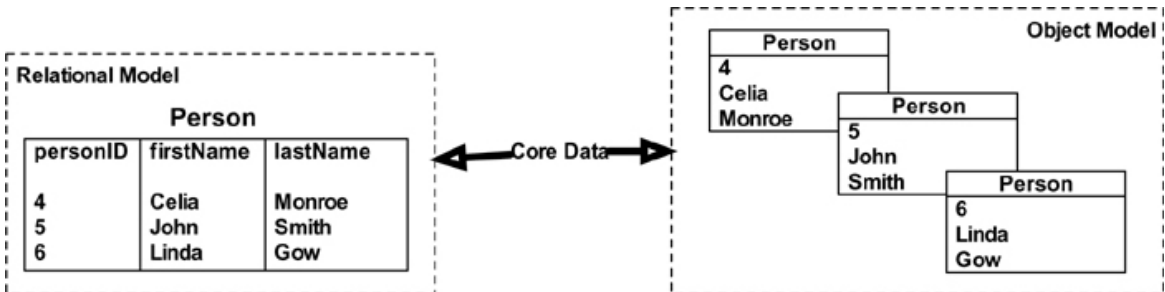 Relational Model
Person
personID firstName lastName
4 Celia Monroe
5 John Smith
6 Linda Gow
Core Data
Object Model
Person
4
Celia
Monroe
Person
5
John
Smith
Person
6
Linda
Gow